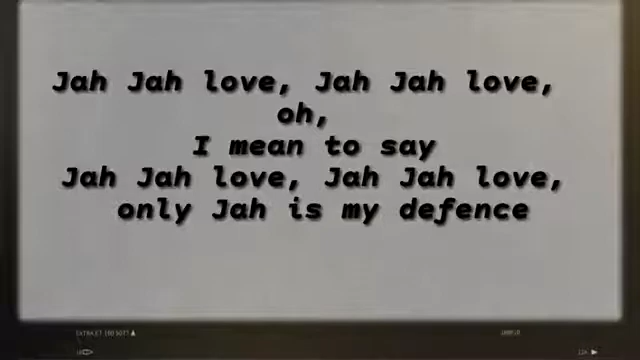 Jah Jah love, Jah Jah love,
oh,
I mean to say
Jah Jah love, Jah Jah love,
only Jah is my defence